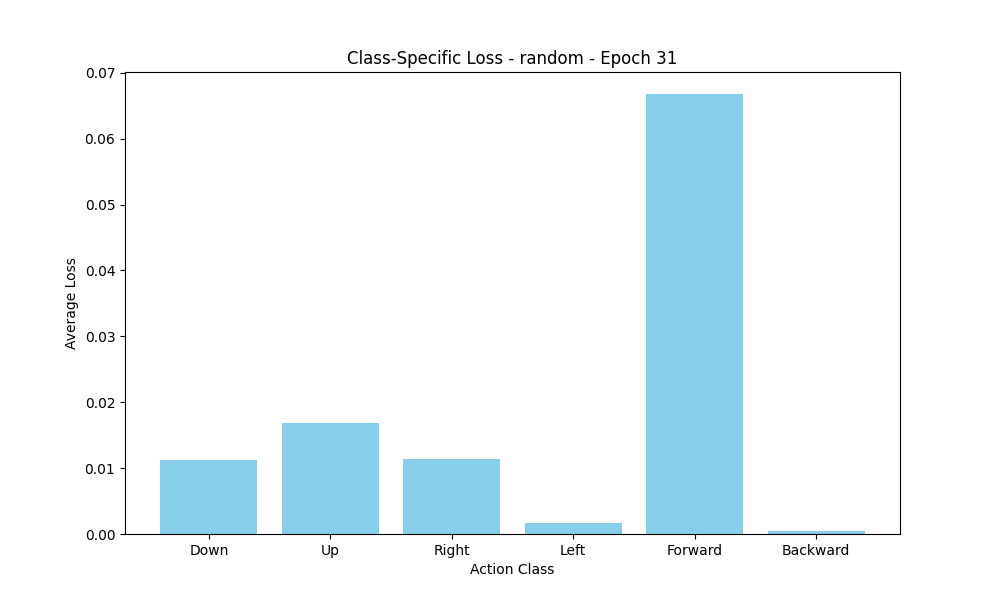 Class-Specific Loss - random - Epoch 31
0.07
0.06
0.05
0.04
0.03
0.02
0.01
0.00
Average Loss
Down Up Right Left Forward Backward
Action Class